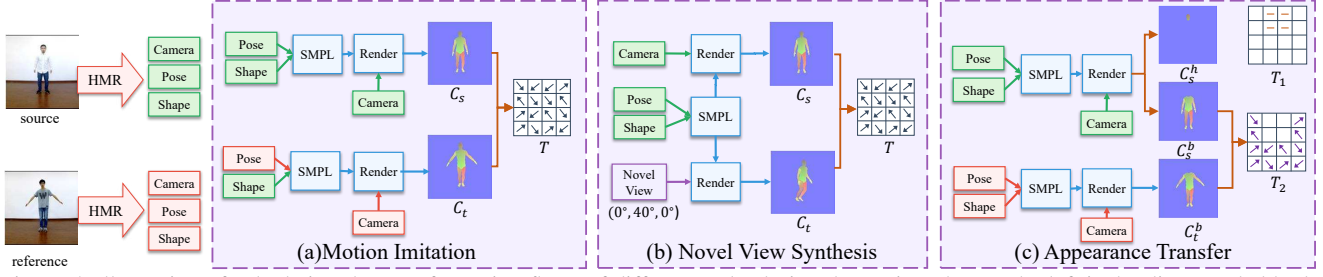 source
HMR
Camera
Pose
Shape
reference
HMR
Camera
Pose
Shape
Pose
Shape
SMPL
Render
Camera
C_s
Pose
Shape
SMPL
Render
Camera
C_t
T
(a)Motion Imitation
Camera
Render
C_s
Pose
Shape
SMPL
Novel
View
(0°, 40°, 0°)
Render
C_t
T
(b) Novel View Synthesis
Pose
Shape
SMPL
Render
Camera
C_s^h
C_s^b
T_1
Pose
Shape
SMPL
Render
Camera
C_t^b
T_2
(c) Appearance Transfer